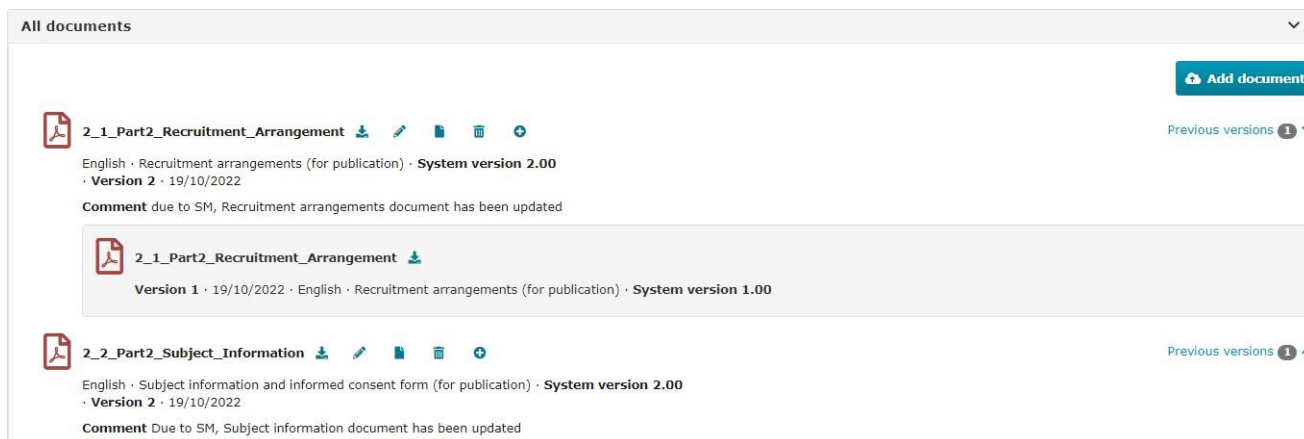 All documents
Add document
2_1_Part2_Recruitment_Arrangement
Previous versions 1
English · Recruitment arrangements (for publication) · System version 2.00
· Version 2 · 19/10/2022
Comment due to SM, Recruitment arrangements document has been updated
2_1_Part2_Recruitment_Arrangement
Version 1 · 19/10/2022 · English · Recruitment arrangements (for publication) · System version 1.00
2_2_Part2_Subject_Information
Previous versions 1
English · Subject information and informed consent form (for publication) · System version 2.00
· Version 2 · 19/10/2022
Comment Due to SM, Subject information document has been updated